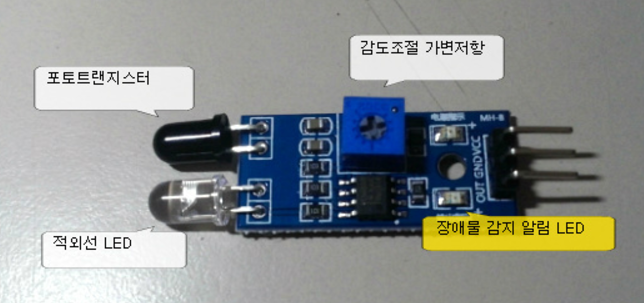 감도조절 가변저항
포토트랜지스터
MH-B
OUT GND VCC
장애물 감지 알림 LED
적외선 LED